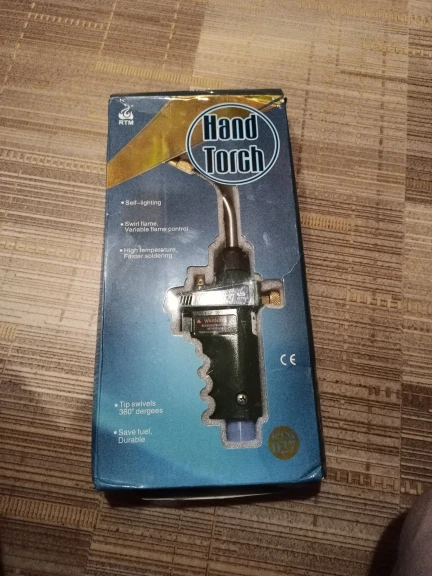 RTM
Hand
Torch
• Self-lighting
• Swirl flame,
Variable flame control
• High temperature,
Faster soldering
WARNING
CE
• Tip swivels
360° dergees
• Save fuel,
Durable